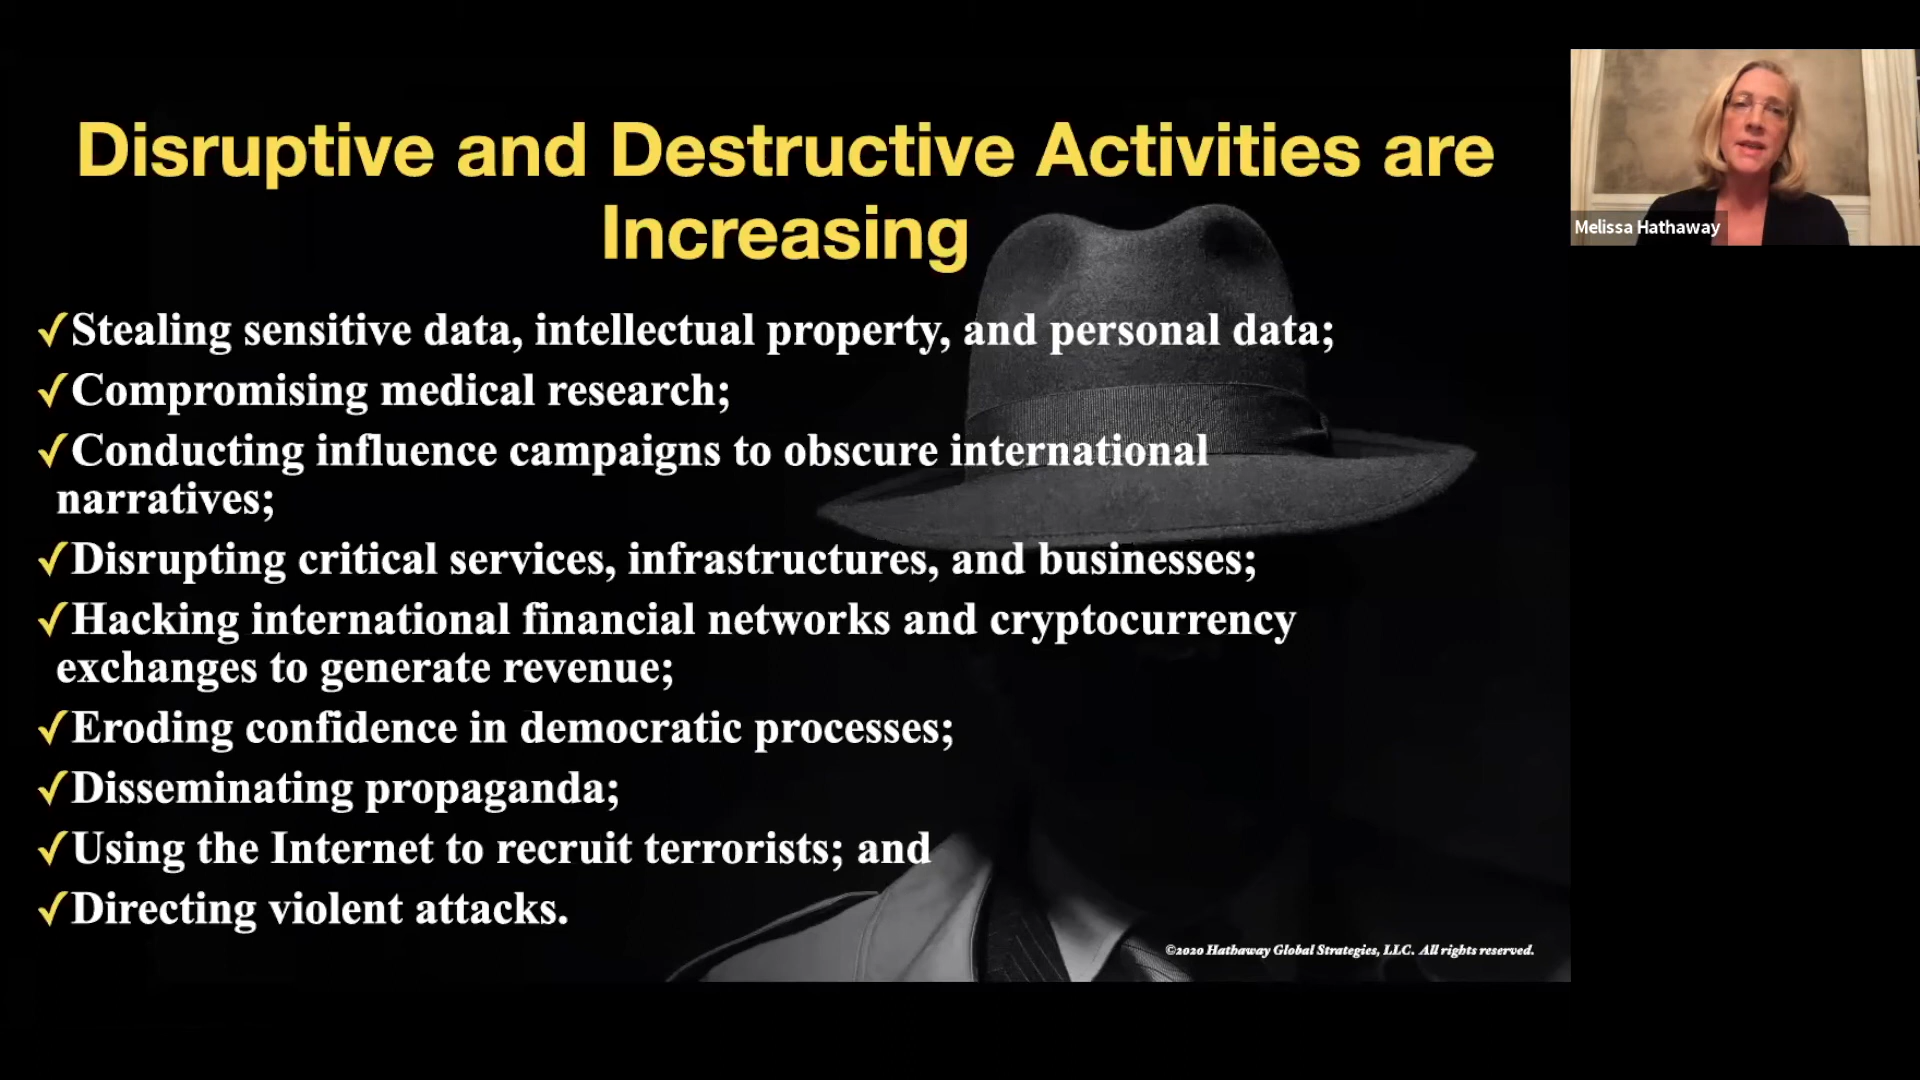 Disruptive and Destructive Activities are
Increasing
Melissa Hathaway
✓Stealing sensitive data, intellectual property, and personal data;
✓Compromising medical research;
✓Conducting influence campaigns to obscure international
narratives;
✓Disrupting critical services, infrastructures, and businesses;
✓Hacking international financial networks and cryptocurrency
exchanges to generate revenue;
✓Eroding confidence in democratic processes;
✓Disseminating propaganda;
✓Using the Internet to recruit terrorists; and
✓Directing violent attacks.
©2020 Hathaway Global Strategies, LLC. All rights reserved.